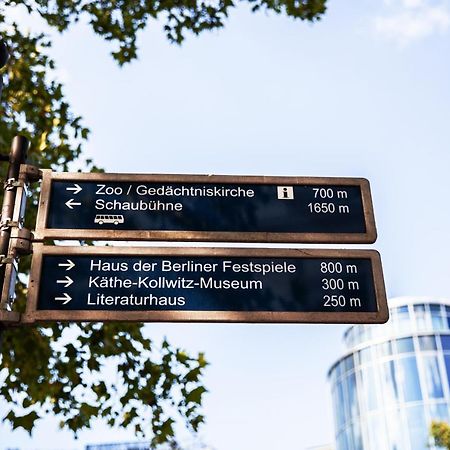 → Zoo / Gedächtniskirche i 700 m
← Schaubühne 1650 m
→ Haus der Berliner Festspiele 800 m
→ Käthe-Kollwitz-Museum 300 m
→ Literaturhaus 250 m